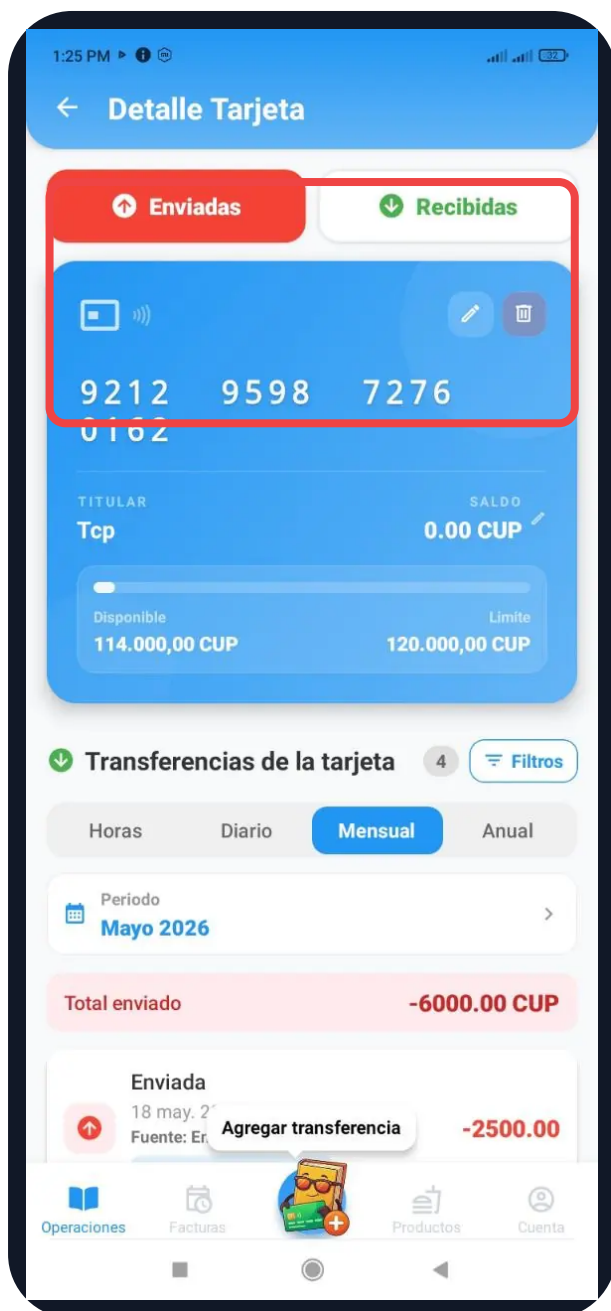 1:25 PM
32
Detalle Tarjeta
Enviadas
Recibidas
9212 9598 7276
0162
TITULAR
SALDO
Tcp
0.00 CUP
Disponible
Limite
114.000,00 CUP
120.000,00 CUP
Transferencias de la tarjeta
4
Filtros
Horas
Diario
Mensual
Anual
Periodo
Mayo 2026
Total enviado
-6000.00 CUP
Enviada
18 may.
Fuente:
Agregar transferencia
-2500.00
Operaciones
Facturas
Productos
Cuenta